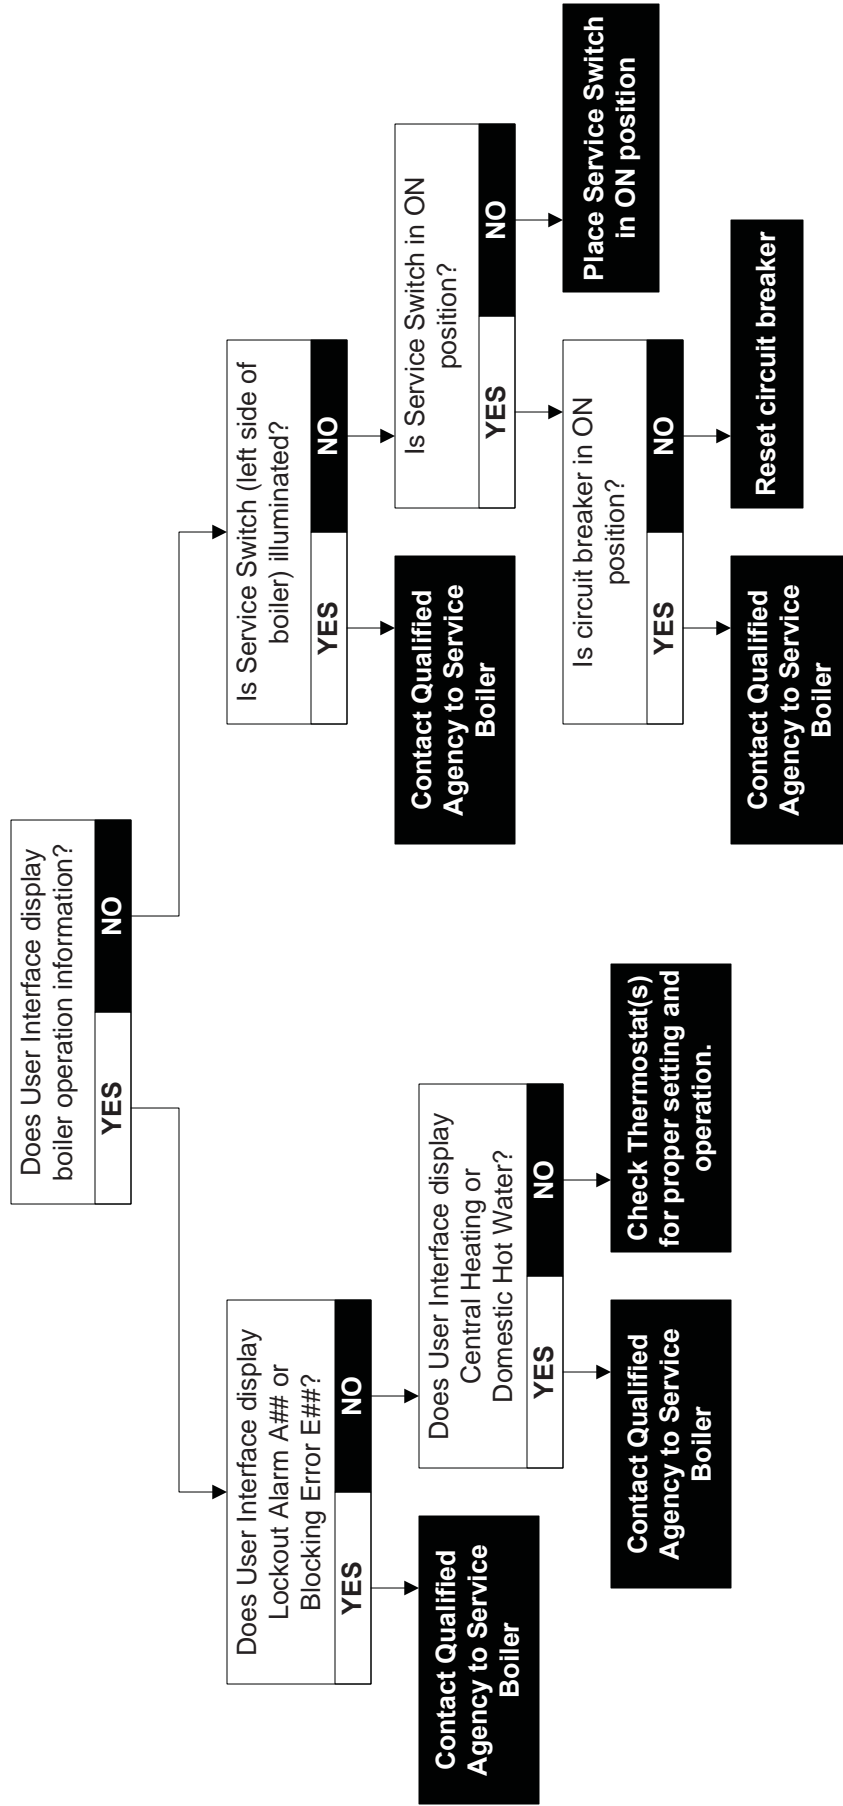 Does User Interface display
boiler operation information?
YES
NO
Does User Interface display
Lockout Alarm A## or
Blocking Error E##?
YES
NO
Contact Qualified
Agency to Service
Boiler
Does User Interface display
Central Heating or
Domestic Hot Water?
YES
NO
Contact Qualified
Agency to Service
Boiler
Check Thermostat(s)
for proper setting and
operation.
Is Service Switch (left side of
boiler) illuminated?
YES
NO
Contact Qualified
Agency to Service
Boiler
Is Service Switch in ON
position?
YES
NO
Is circuit breaker in ON
position?
YES
NO
Contact Qualified
Agency to Service
Boiler
Reset circuit breaker
Place Service Switch
in ON position